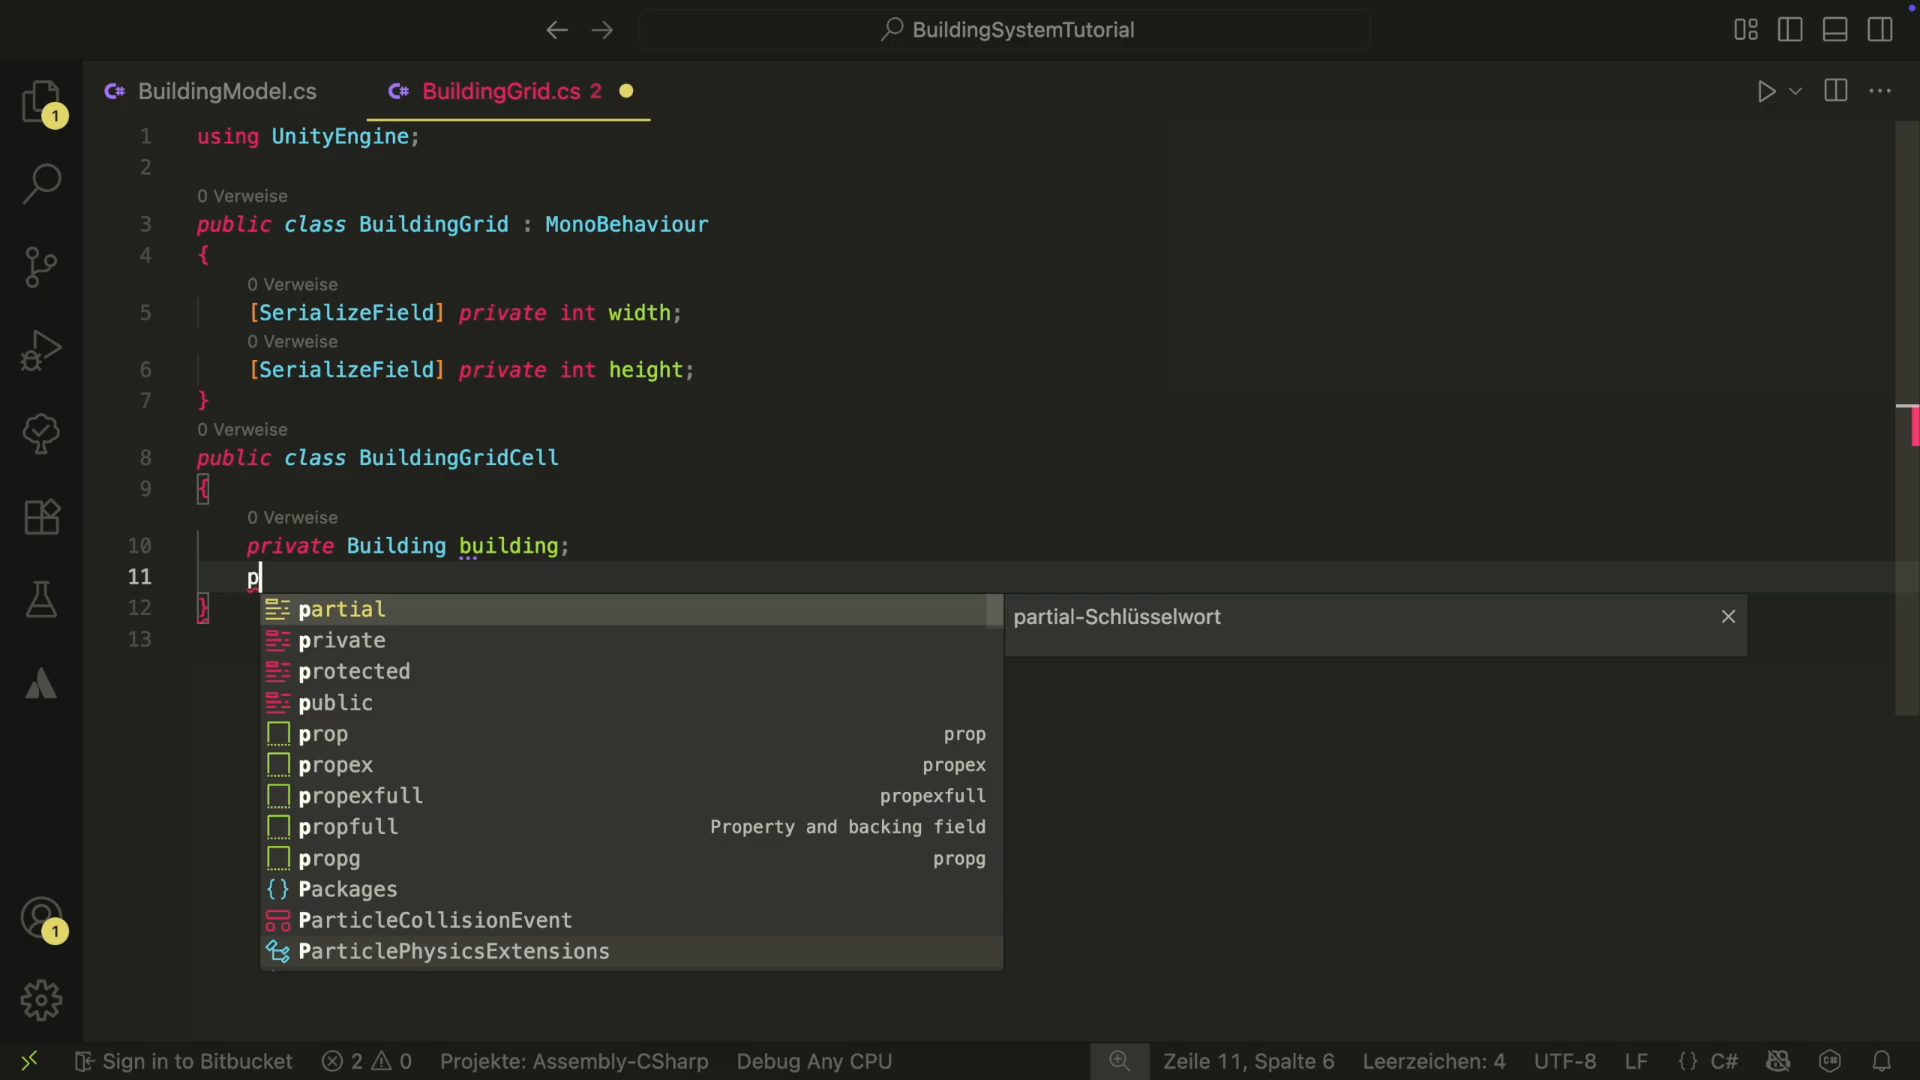 BuildingSystemTutorial
BuildingModel.cs
BuildingGrid.cs 2
1
1 using UnityEngine;
2
0 Verweise
3 public class BuildingGrid : MonoBehaviour
4 {
0 Verweise
5 [SerializeField] private int width;
0 Verweise
6 [SerializeField] private int height;
7 }
0 Verweise
8 public class BuildingGridCell
9 {
0 Verweise
10 private Building building;
11 p
12 }
13
partial
partial-Schlüsselwort
private
protected
public
prop prop
propex propex
propexfull propexfull
propfull Property and backing field
propg propg
{} Packages
ParticleCollisionEvent
ParticlePhysicsExtensions
1
Sign in to Bitbucket 2 0 Projekte: Assembly-CSharp Debug Any CPU Zeile 11, Spalte 6 Leerzeichen: 4 UTF-8 LF {} C#